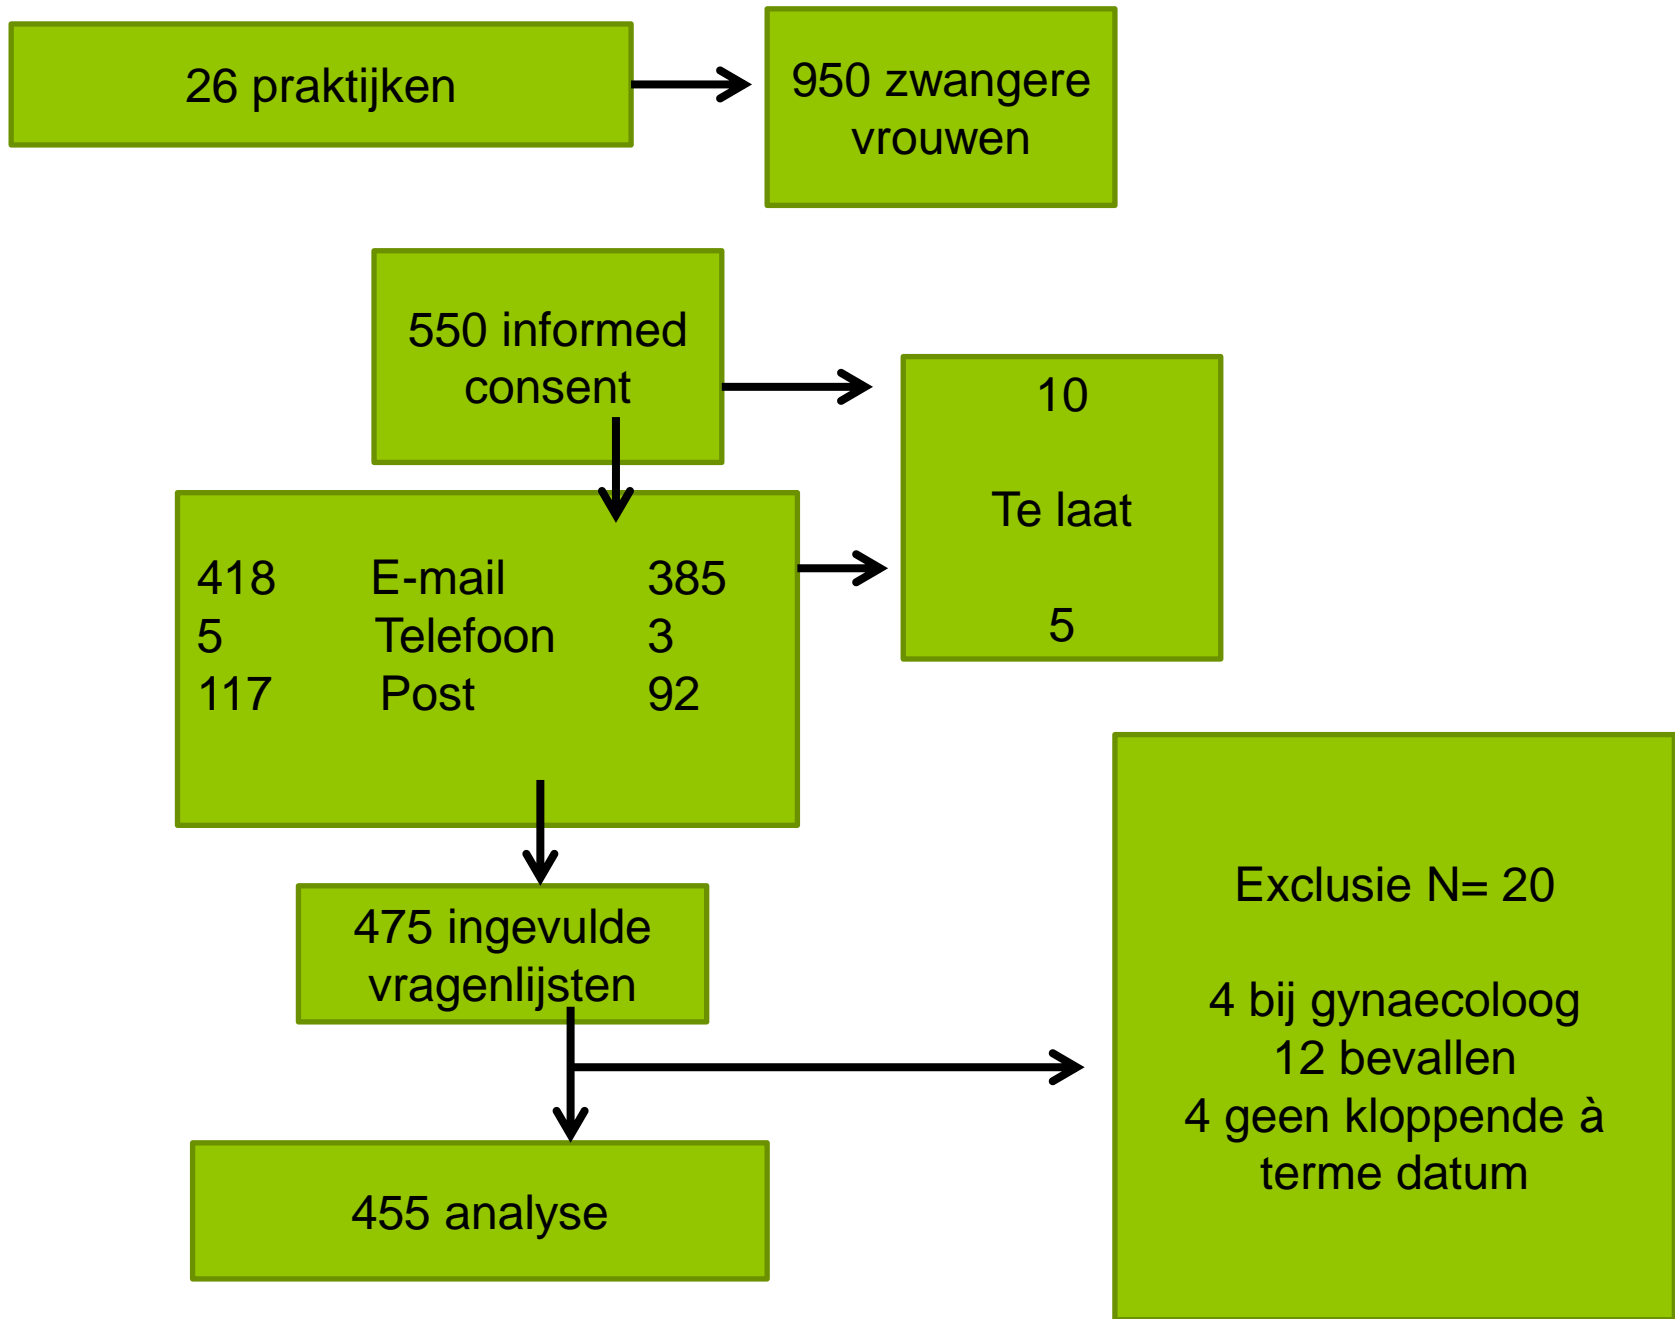 26 praktijken
950 zwangere
vrouwen
550 informed
consent
10
Te laat
5
418 E-mail 385
5 Telefoon 3
117 Post 92
475 ingevulde
vragenlijsten
Exclusie N= 20
4 bij gynaecoloog
12 bevallen
4 geen kloppende à
terme datum
455 analyse